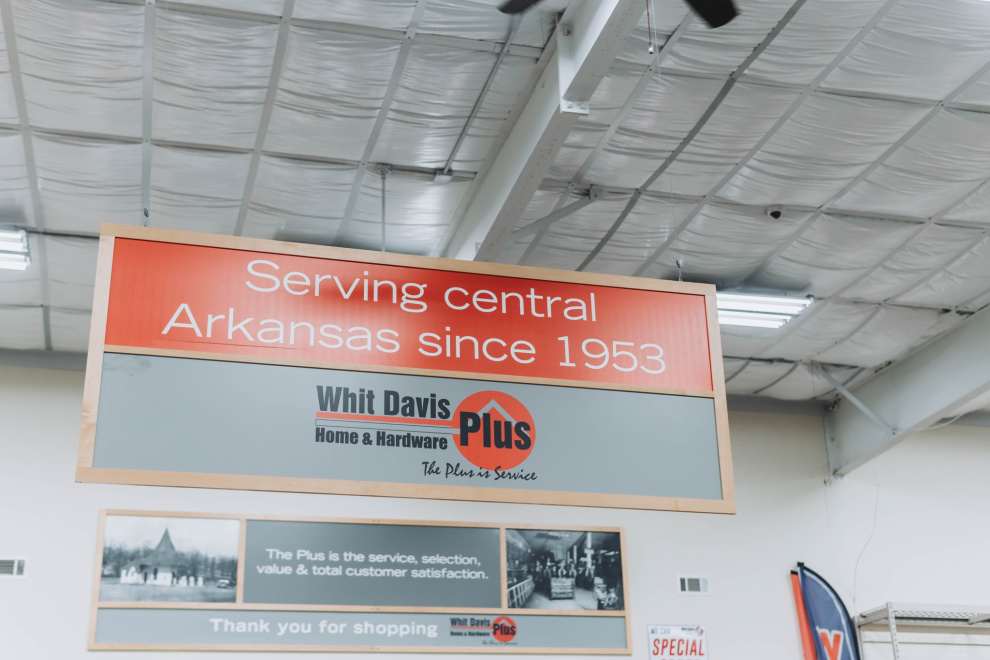 Serving central
Arkansas since 1953
Whit Davis
Home & Hardware
Plus
The Plus is Service
The Plus is the service, selection,
value & total customer satisfaction.
Thank you for shopping
Whit Davis
Home & Hardware
Plus
SPECIAL
V